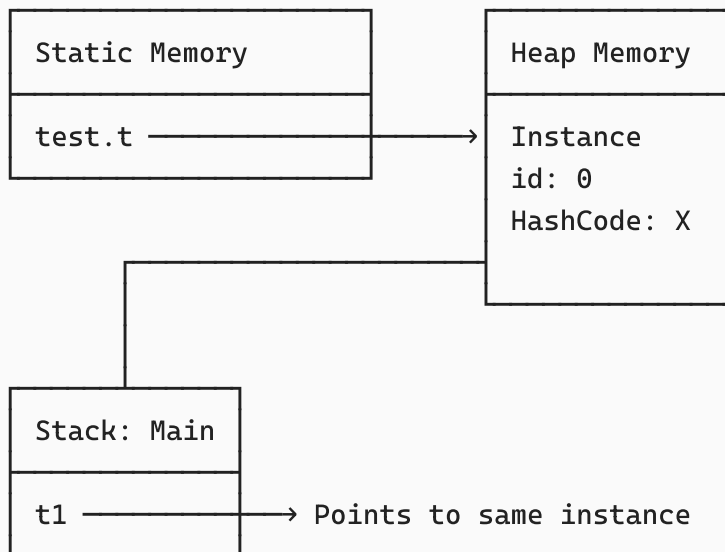 Static Memory
Heap Memory
test.t
Instance
id: 0
HashCode: X
Stack: Main
t1
Points to same instance